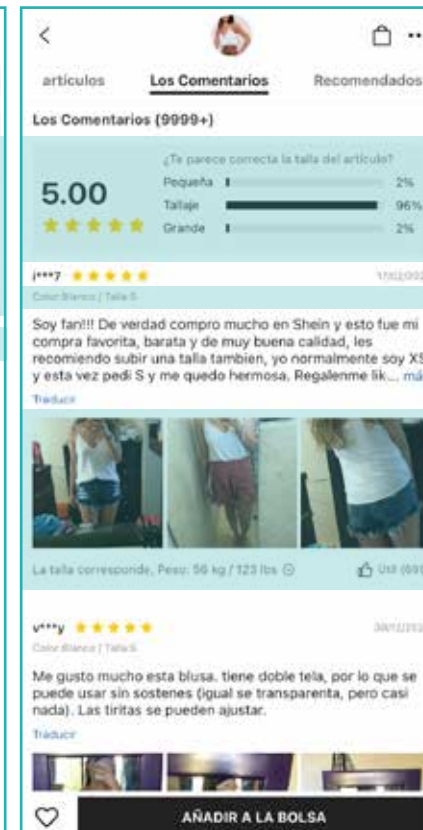 artículos Los Comentarios Recomendados
Los Comentarios (9999+)
¿Te parece correcta la talla del artículo?
5.00
Pequeña 2%
Tallaje 96%
Grande 2%
j***7
Color Blanco / Talla S
Soy fan!!! De verdad compro mucho en Shein y esto fue mi
compra favorita, barata y de muy buena calidad, les
recomiendo subir una talla tambien, yo normalmente soy XS
y esta vez pedi S y me quedo hermosa. Regalenme lik... má
Traducir
La talla corresponde, Peso: 56 kg / 123 lbs Útil
v***y
Color Blanco / Talla S
Me gusto mucho esta blusa. tiene doble tela, por lo que se
puede usar sin sostenes (igual se transparenta, pero casi
nada). Las tiritas se pueden ajustar.
Traducir
AÑADIR A LA BOLSA